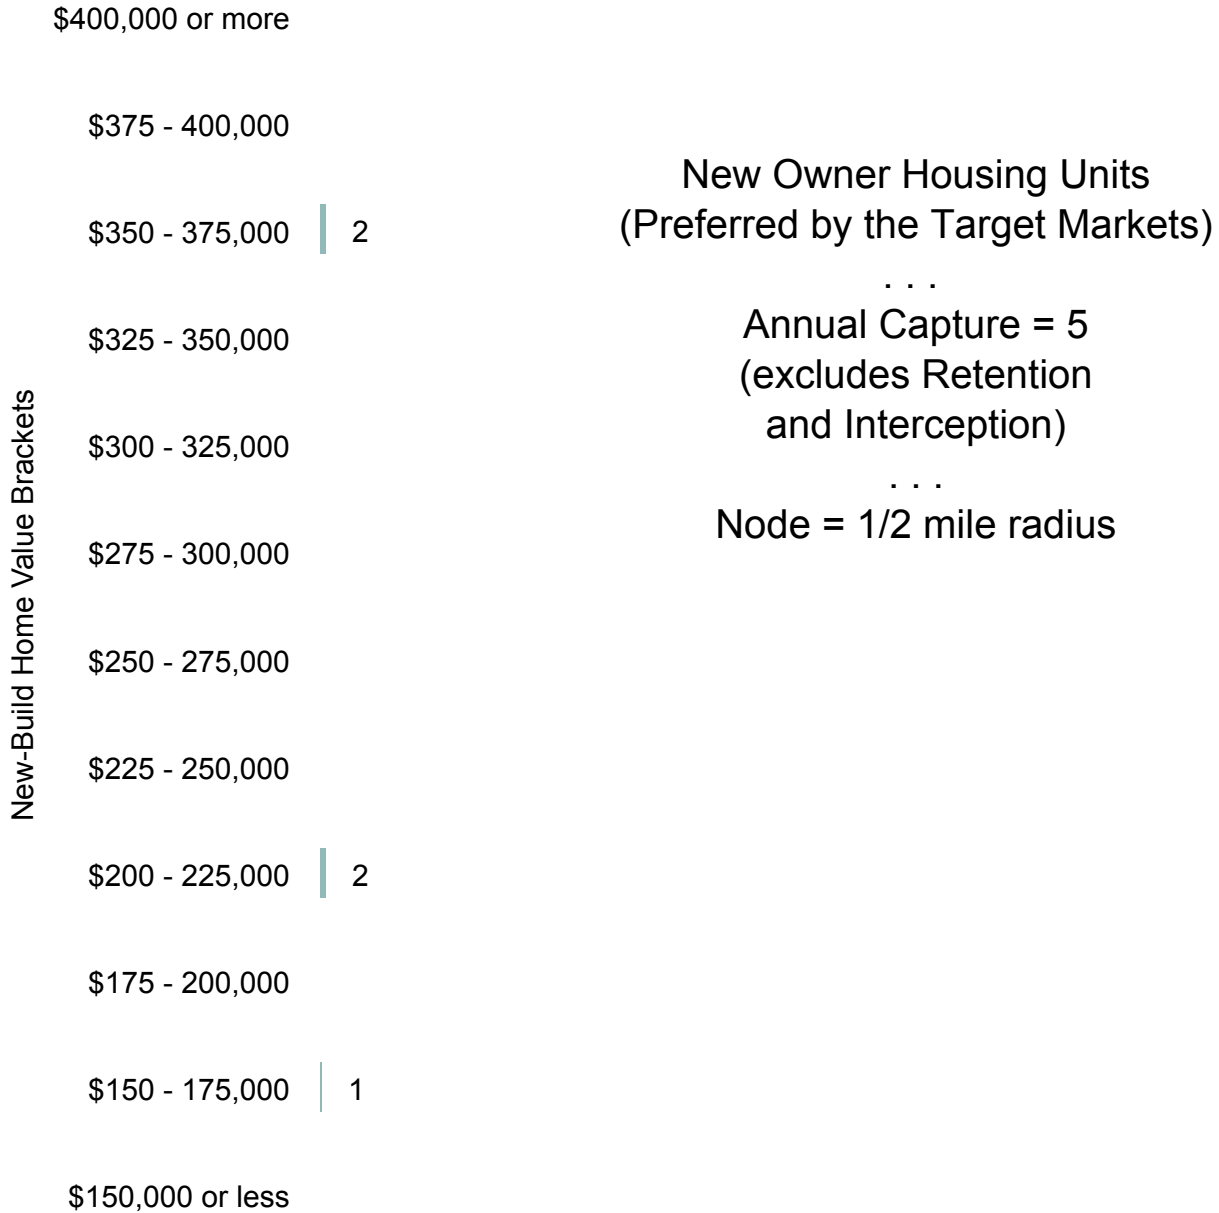 $400,000 or more
$375 - 400,000
$350 - 375,000 2
$325 - 350,000
$300 - 325,000
$275 - 300,000
$250 - 275,000
$225 - 250,000
$200 - 225,000 2
$175 - 200,000
$150 - 175,000 1
$150,000 or less
New-Build Home Value Brackets
New Owner Housing Units
(Preferred by the Target Markets)
. . .
Annual Capture = 5
(excludes Retention
and Interception)
. . .
Node = 1/2 mile radius